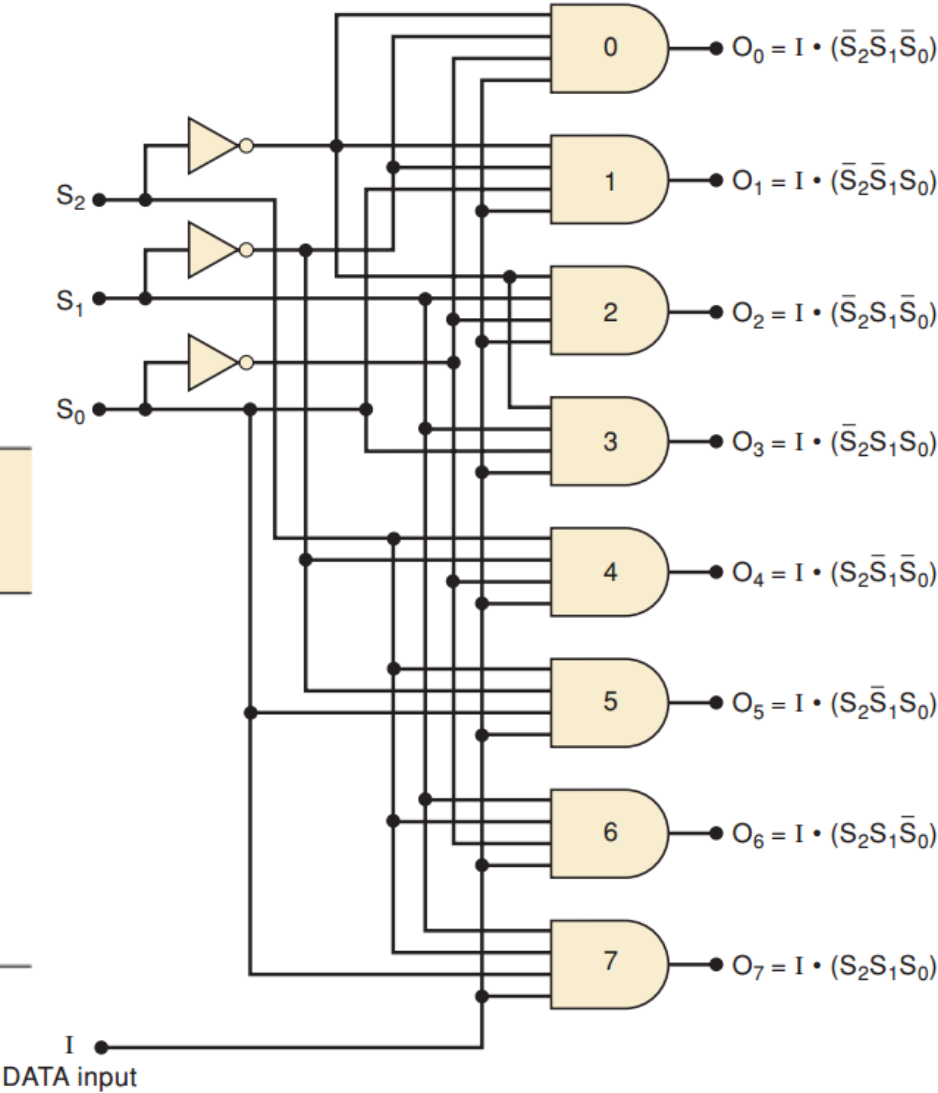 0
O₀ = I • (S̅₂S̅₁S̅₀)
1
O₁ = I • (S̅₂S̅₁S₀)
S₂
S₁
2
O₂ = I • (S̅₂S₁S̅₀)
S₀
3
O₃ = I • (S̅₂S₁S₀)
4
O₄ = I • (S₂S̅₁S̅₀)
5
O₅ = I • (S₂S̅₁S₀)
6
O₆ = I • (S₂S₁S̅₀)
7
O₇ = I • (S₂S₁S₀)
I
DATA input